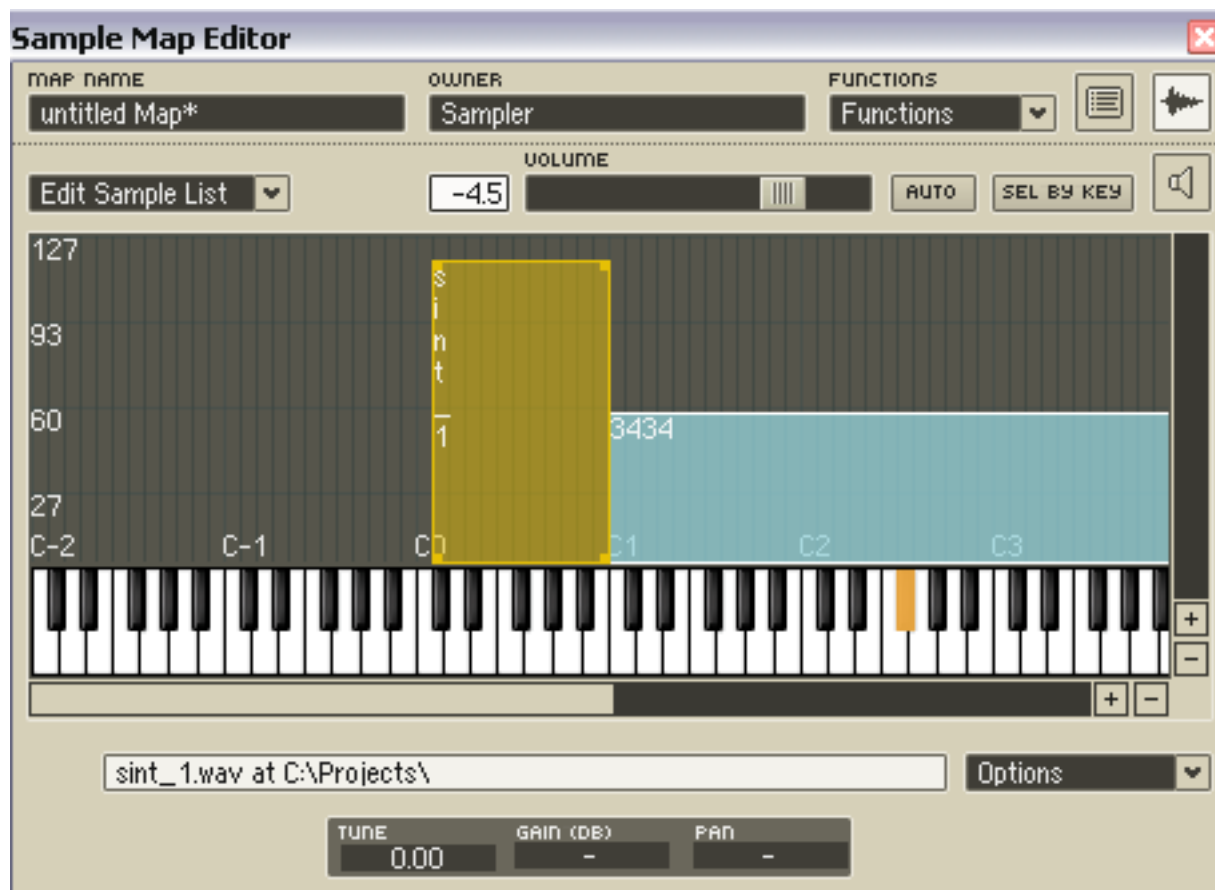 Sample Map Editor
MAP NAME OWNER FUNCTIONS
untitled Map* Sampler Functions
VOLUME
Edit Sample List -4.5 AUTO SEL BY KEY
127
sint_1
93
60
3434
27
C-2 C-1 C0 C1 C2 C3
+
-
+ -
sint_1.wav at C:\Projects\ Options
TUNE GAIN (DB) PAN
0.00 - -